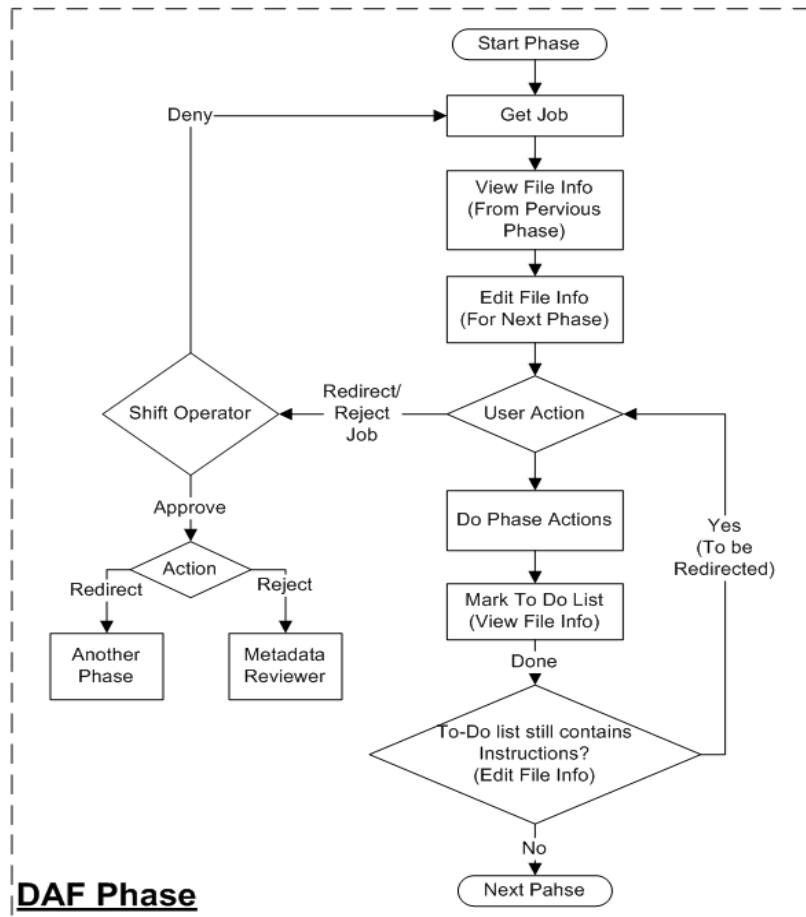 Start Phase
Deny
Get Job
View File Info
(From Pervious
Phase)
Edit File Info
(For Next Phase)
Shift Operator
Redirect/
Reject
Job
User Action
Approve
Do Phase Actions
Yes
(To be
Redirected)
Action
Redirect
Reject
Mark To Do List
(View File Info)
Another
Phase
Metadata
Reviewer
Done
To-Do list still contains
Instructions?
(Edit File Info)
No
Next Pahse
DAF Phase